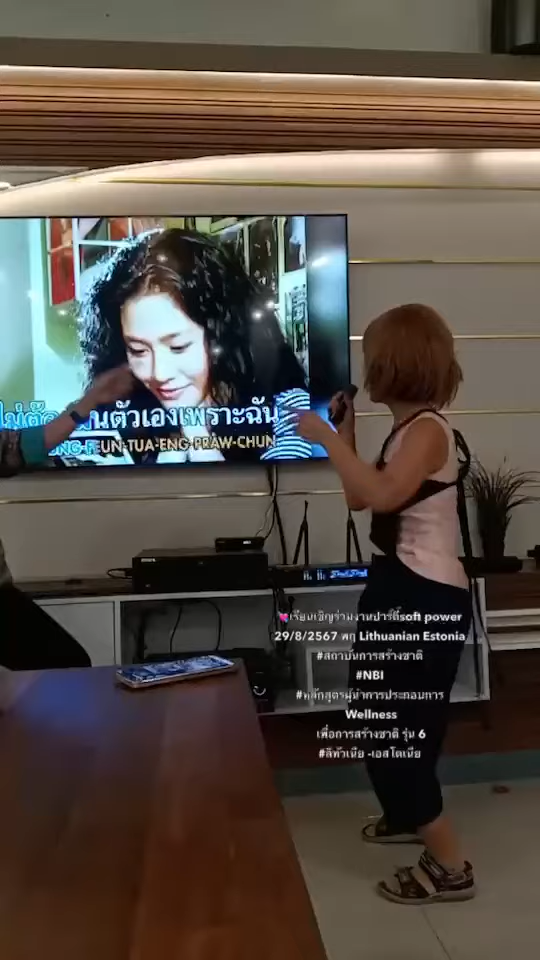 นตัวเองเพราะฉัน
FEUN-TUA-ENG-PRAW-CHUN
💘เรียนเชิญร่วมงานปาร์ตี้soft power
29/8/2567 พฤ Lithuanian Estonia
#สถาบันการสร้างชาติ
#NBI
#หลักสูตรผู้นำการประกอบการ
Wellness
เพื่อการสร้างชาติ รุ่น 6
#ลิทัวเนีย -เอสโตเนีย